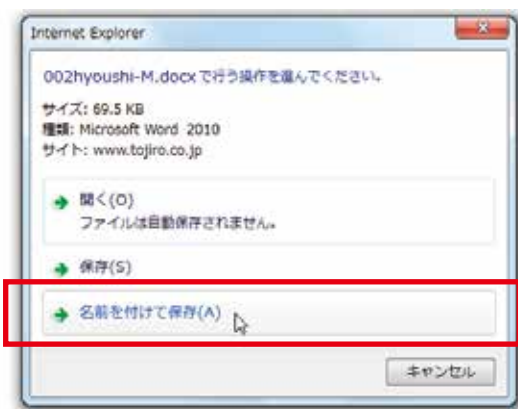 Internet Explorer
002hyoushi-M.docx で行う操作を選んでください。
サイズ: 69.5 KB
種類: Microsoft Word 2010
サイト: www.tojiro.co.jp
開く(O)
ファイルは自動保存されません。
保存(S)
名前を付けて保存(A)
キャンセル